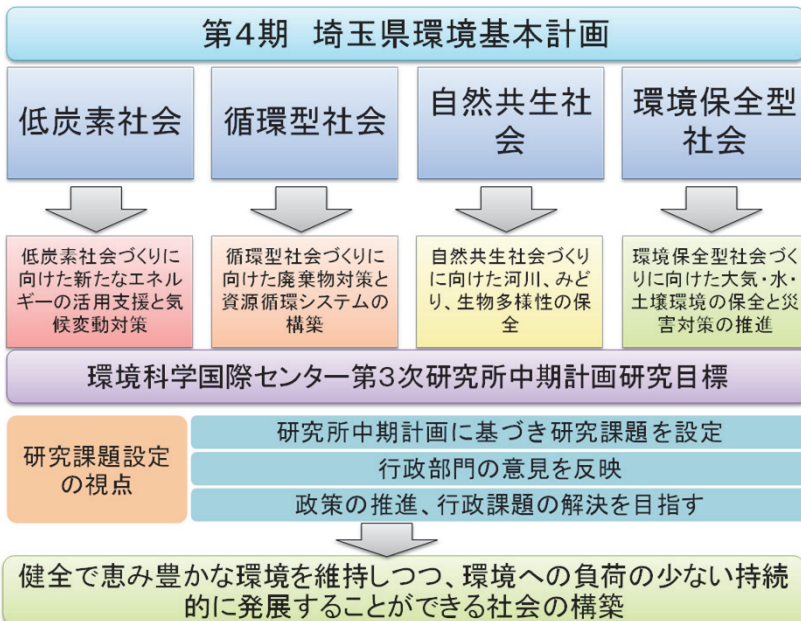 第4期 埼玉県環境基本計画
低炭素社会
循環型社会
自然共生社
会
環境保全型
社会
低炭素社会づくりに
向けた新たなエネル
ギーの活用支援と気
候変動対策
循環型社会づくりに
向けた廃棄物対策と
資源循環システムの
構築
自然共生社会づくり
に向けた河川、みど
り、生物多様性の保
全
環境保全型社会づく
りに向けた大気・水・
土壌環境の保全と災
害対策の推進
環境科学国際センター第3次研究所中期計画研究目標
研究課題設定
の視点
研究所中期計画に基づき研究課題を設定
行政部門の意見を反映
政策の推進、行政課題の解決を目指す
健全で恵み豊かな環境を維持しつつ、環境への負荷の少ない持続
的に発展することができる社会の構築